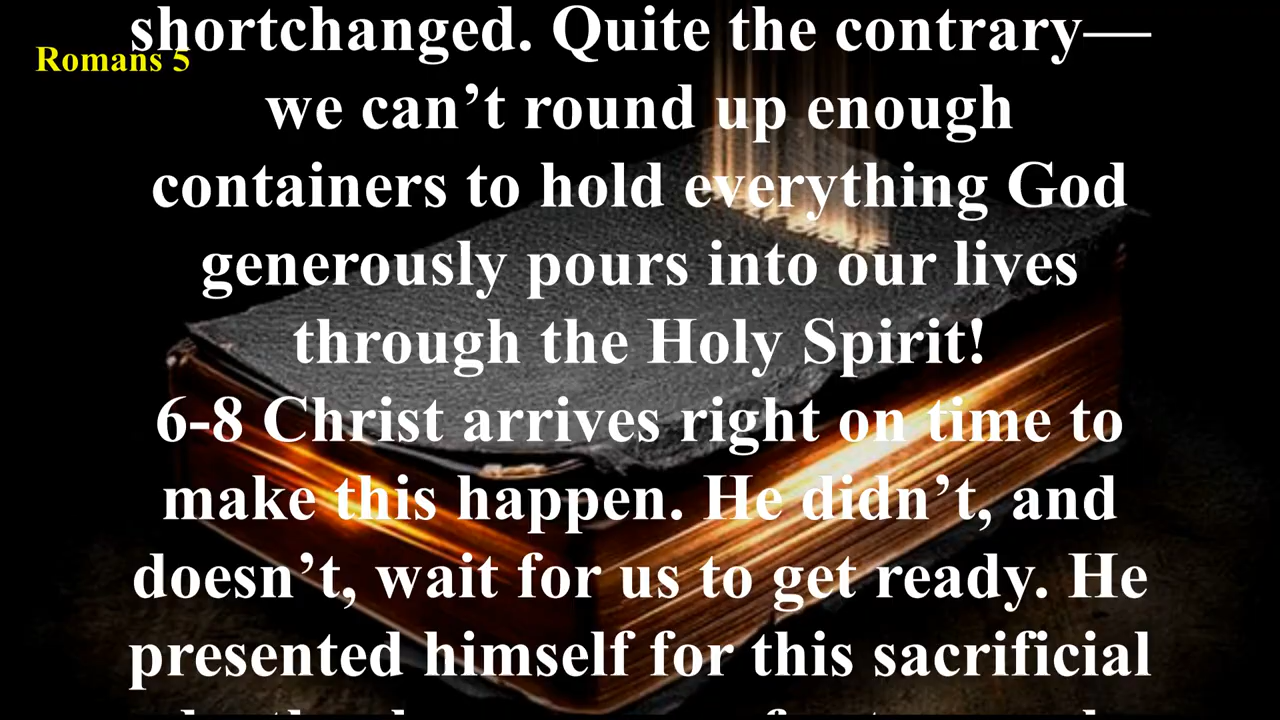 shortchanged. Quite the contrary—
Romans 5
we can’t round up enough
containers to hold everything God
generously pours into our lives
through the Holy Spirit!
6-8 Christ arrives right on time to
make this happen. He didn’t, and
doesn’t, wait for us to get ready. He
presented himself for this sacrificial